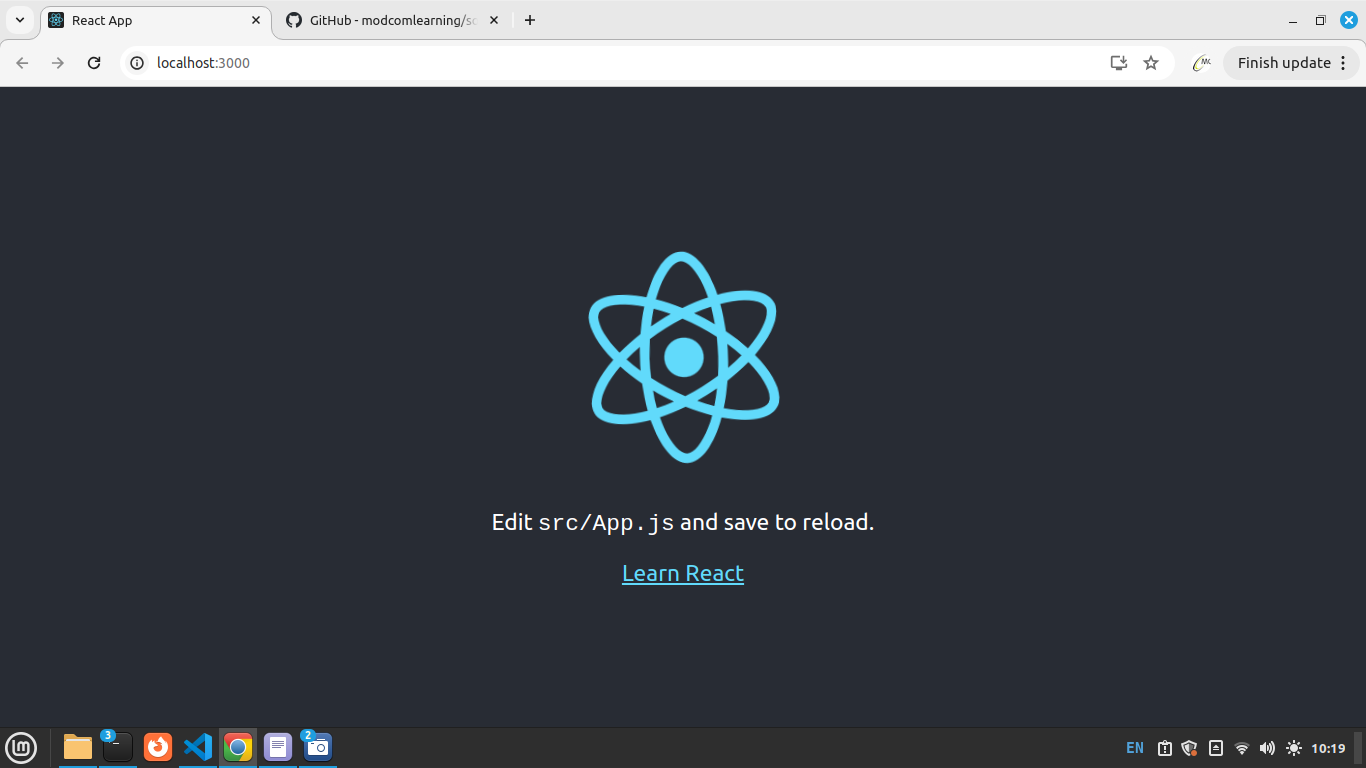 React App
GitHub - modcomlearning/so
localhost:3000
Finish update
Edit src/App.js and save to reload.
Learn React
3
2
EN
10:19